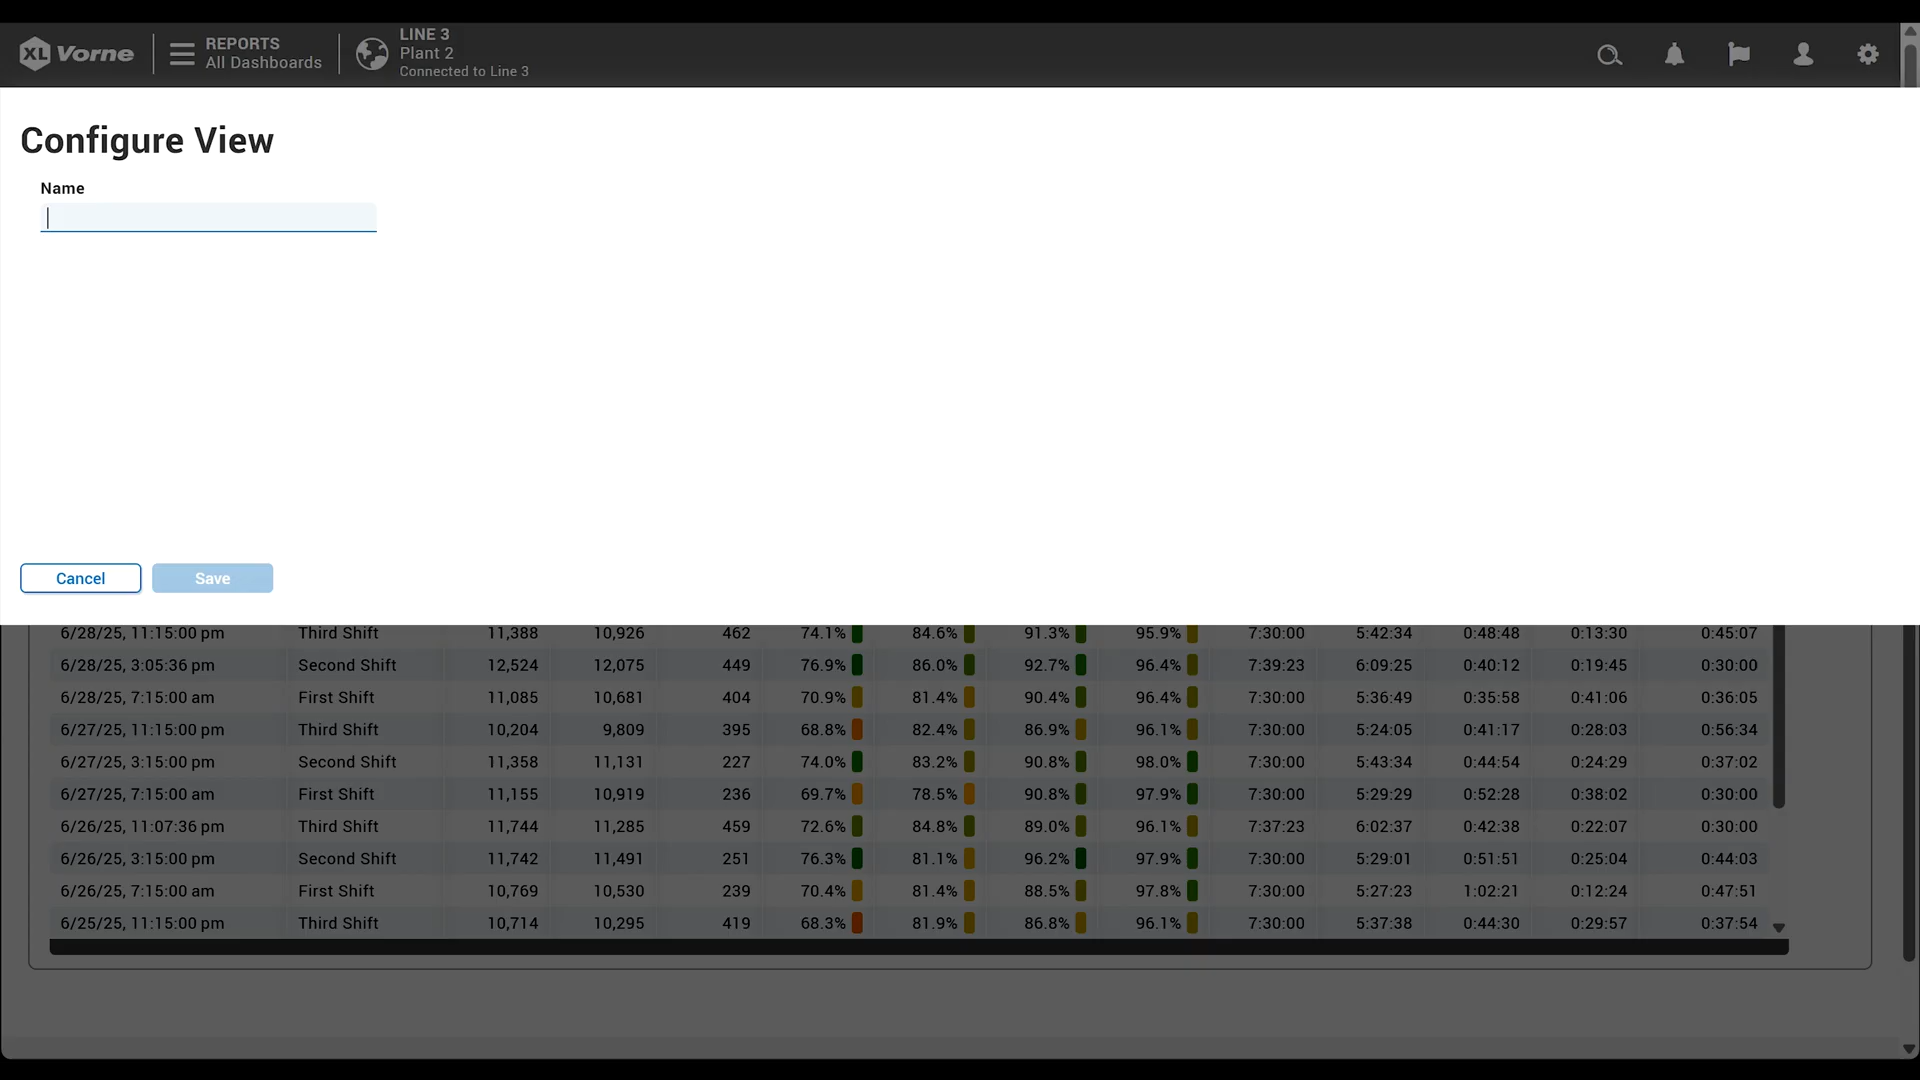 XL Vorne
REPORTS
All Dashboards
LINE 3
Plant 2
Connected to Line 3
Configure View
Name
Cancel
Save
6/28/25, 11:15:00 pm Third Shift 11,388 10,926 462 74.1% 84.6% 91.3% 95.9% 7:30:00 5:42:34 0:48:48 0:13:30 0:45:07
6/28/25, 3:05:36 pm Second Shift 12,524 12,075 449 76.9% 86.0% 92.7% 96.4% 7:39:23 6:09:25 0:40:12 0:19:45 0:30:00
6/28/25, 7:15:00 am First Shift 11,085 10,681 404 70.9% 81.4% 90.4% 96.4% 7:30:00 5:36:49 0:35:58 0:41:06 0:36:05
6/27/25, 11:15:00 pm Third Shift 10,204 9,809 395 68.8% 82.4% 86.9% 96.1% 7:30:00 5:24:05 0:41:17 0:28:03 0:56:34
6/27/25, 3:15:00 pm Second Shift 11,358 11,131 227 74.0% 83.2% 90.8% 98.0% 7:30:00 5:43:34 0:44:54 0:24:29 0:37:02
6/27/25, 7:15:00 am First Shift 11,155 10,919 236 69.7% 78.5% 90.8% 97.9% 7:30:00 5:29:29 0:52:28 0:38:02 0:30:00
6/26/25, 11:07:36 pm Third Shift 11,744 11,285 459 72.6% 84.8% 89.0% 96.1% 7:37:23 6:02:37 0:42:38 0:22:07 0:30:00
6/26/25, 3:15:00 pm Second Shift 11,742 11,491 251 76.3% 81.1% 96.2% 97.9% 7:30:00 5:29:01 0:51:51 0:25:04 0:44:03
6/26/25, 7:15:00 am First Shift 10,769 10,530 239 70.4% 81.4% 88.5% 97.8% 7:30:00 5:27:23 1:02:21 0:12:24 0:47:51
6/25/25, 11:15:00 pm Third Shift 10,714 10,295 419 68.3% 81.9% 86.8% 96.1% 7:30:00 5:37:38 0:44:30 0:29:57 0:37:54